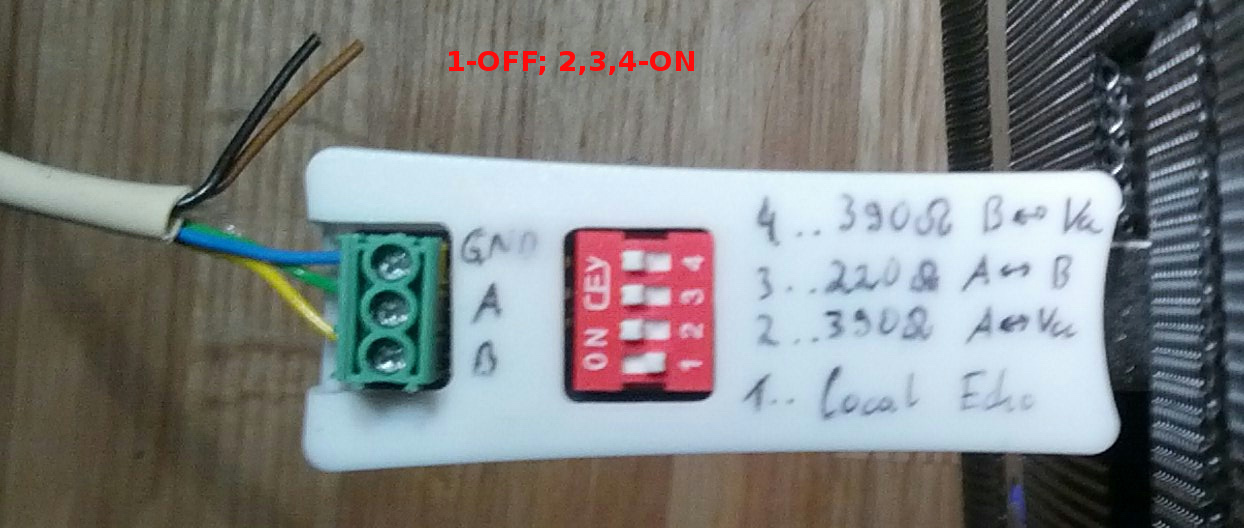 1-OFF; 2,3,4-ON
GND
A
B
ON CEY
1 2 3 4
4..390Ω B↔Vcc
3..220Ω A↔B
2..390Ω A↔Vcc
1.. Local Echo